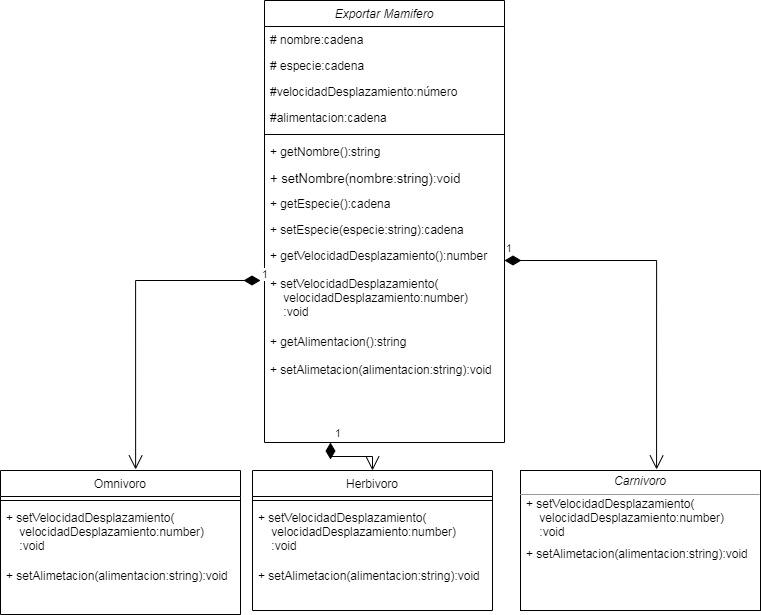 Exportar Mamifero
# nombre:cadena
# especie:cadena
#velocidadDesplazamiento:número
#alimentacion:cadena
+ getNombre():string
+ setNombre(nombre:string):void
+ getEspecie():cadena
+ setEspecie(especie:string):cadena
+ getVelocidadDesplazamiento():number
+ setVelocidadDesplazamiento(
velocidadDesplazamiento:number)
:void
+ getAlimentacion():string
+ setAlimetacion(alimentacion:string):void
1
1
1
Omnivoro
+ setVelocidadDesplazamiento(
velocidadDesplazamiento:number)
:void
+ setAlimetacion(alimentacion:string):void
Herbivoro
+ setVelocidadDesplazamiento(
velocidadDesplazamiento:number)
:void
+ setAlimetacion(alimentacion:string):void
Carnivoro
+ setVelocidadDesplazamiento(
velocidadDesplazamiento:number)
:void
+ setAlimetacion(alimentacion:string):void